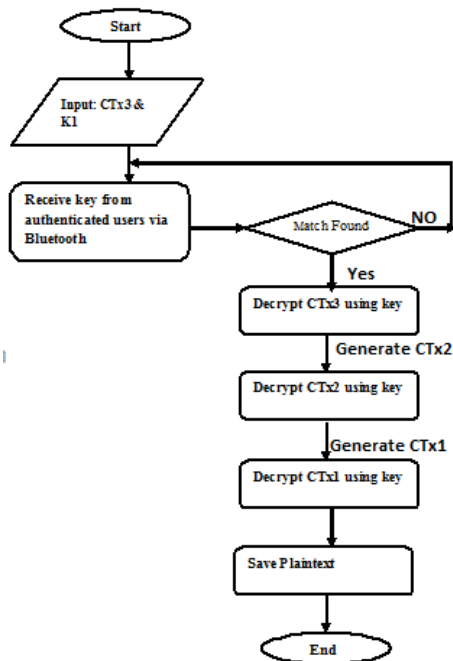 Start
Input: CTx3 &
K1
Receive key from
authenticated users via
Bluetooth
Match Found
NO
Yes
Decrypt CTx3 using key
Generate CTx2
Decrypt CTx2 using key
Generate CTx1
Decrypt CTx1 using key
Save Plaintext
End